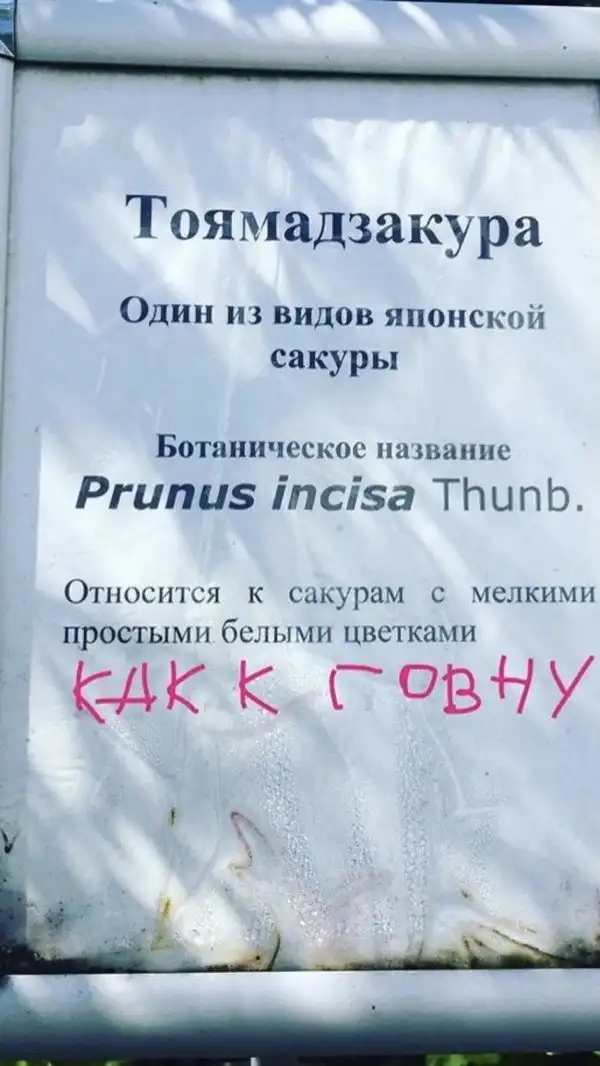 Тоямадзакура
Один из видов японской
сакуры
Ботаническое название
Prunus incisa Thunb.
Относится к сакурам с мелкими
простыми белыми цветками
КАК К ГОВНУ